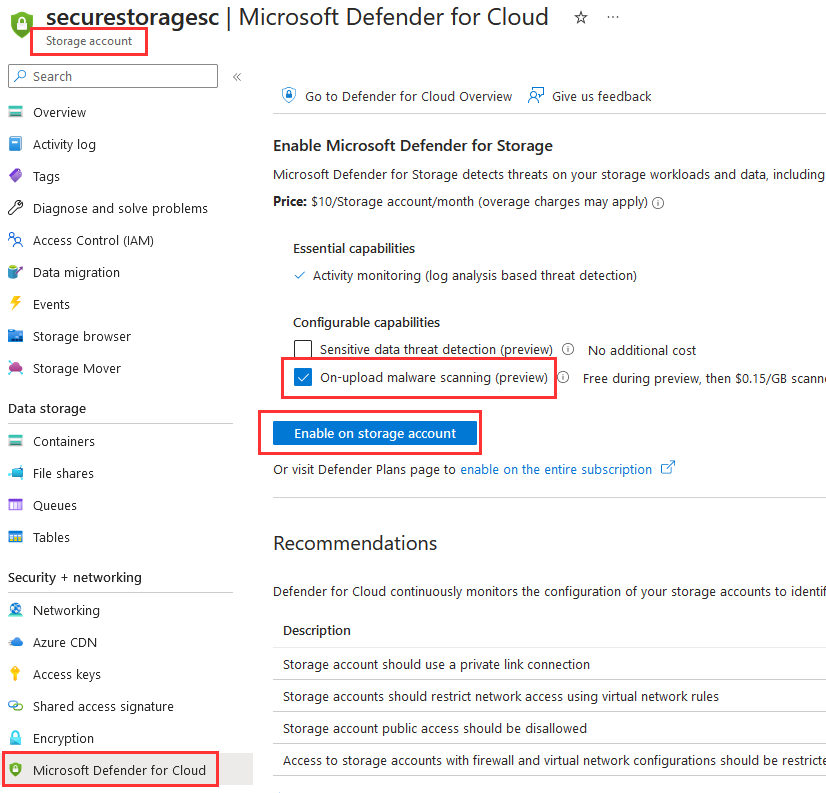 securestoragesc | Microsoft Defender for Cloud
Storage account
Search
Overview
Activity log
Tags
Diagnose and solve problems
Access Control (IAM)
Data migration
Events
Storage browser
Storage Mover
Data storage
Containers
File shares
Queues
Tables
Security + networking
Networking
Azure CDN
Access keys
Shared access signature
Encryption
Microsoft Defender for Cloud
Go to Defender for Cloud Overview
Give us feedback
Enable Microsoft Defender for Storage
Microsoft Defender for Storage detects threats on your storage workloads and data, including
Price: $10/Storage account/month (overage charges may apply)
Essential capabilities
Activity monitoring (log analysis based threat detection)
Configurable capabilities
Sensitive data threat detection (preview) No additional cost
On-upload malware scanning (preview) Free during preview, then $0.15/GB scann
Enable on storage account
Or visit Defender Plans page to enable on the entire subscription
Recommendations
Defender for Cloud continuously monitors the configuration of your storage accounts to identif
Description
Storage account should use a private link connection
Storage accounts should restrict network access using virtual network rules
Storage account public access should be disallowed
Access to storage accounts with firewall and virtual network configurations should be restricte